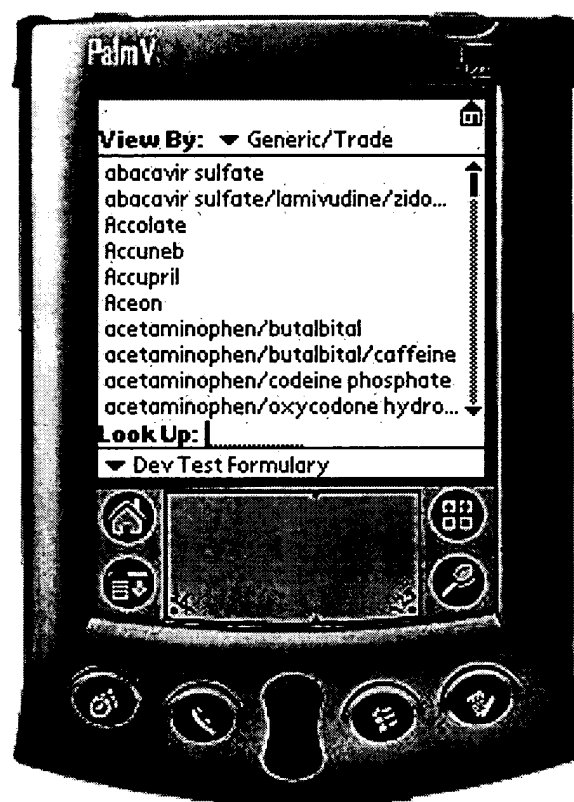 PalmV
View By: Generic/Trade
abacavir sulfate
abacavir sulfate/lamivudine/zido...
Accolate
Accuneb
Accupril
Aceon
acetaminophen/butalbital
acetaminophen/butalbital/caffeine
acetaminophen/codeine phosphate
acetaminophen/oxycodone hydro...
Look Up:
Dev Test Formulary